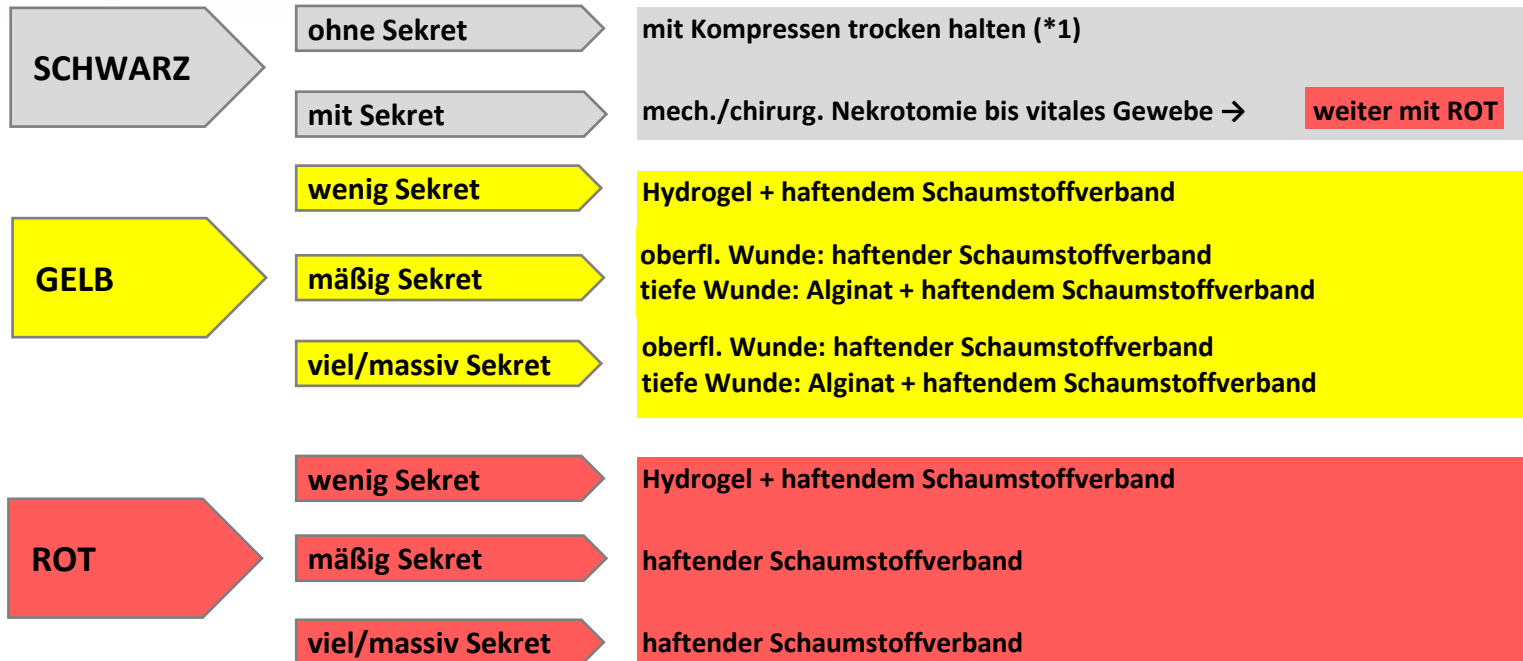 SCHWARZ
ohne Sekret
mit Kompressen trocken halten (*1)
mit Sekret
mech./chirurg. Nekrotomie bis vitales Gewebe → weiter mit ROT
GELB
wenig Sekret
Hydrogel + haftendem Schaumstoffverband
mäßig Sekret
oberfl. Wunde: haftender Schaumstoffverband
tiefe Wunde: Alginat + haftendem Schaumstoffverband
viel/massiv Sekret
oberfl. Wunde: haftender Schaumstoffverband
tiefe Wunde: Alginat + haftendem Schaumstoffverband
ROT
wenig Sekret
Hydrogel + haftendem Schaumstoffverband
mäßig Sekret
haftender Schaumstoffverband
viel/massiv Sekret
haftender Schaumstoffverband